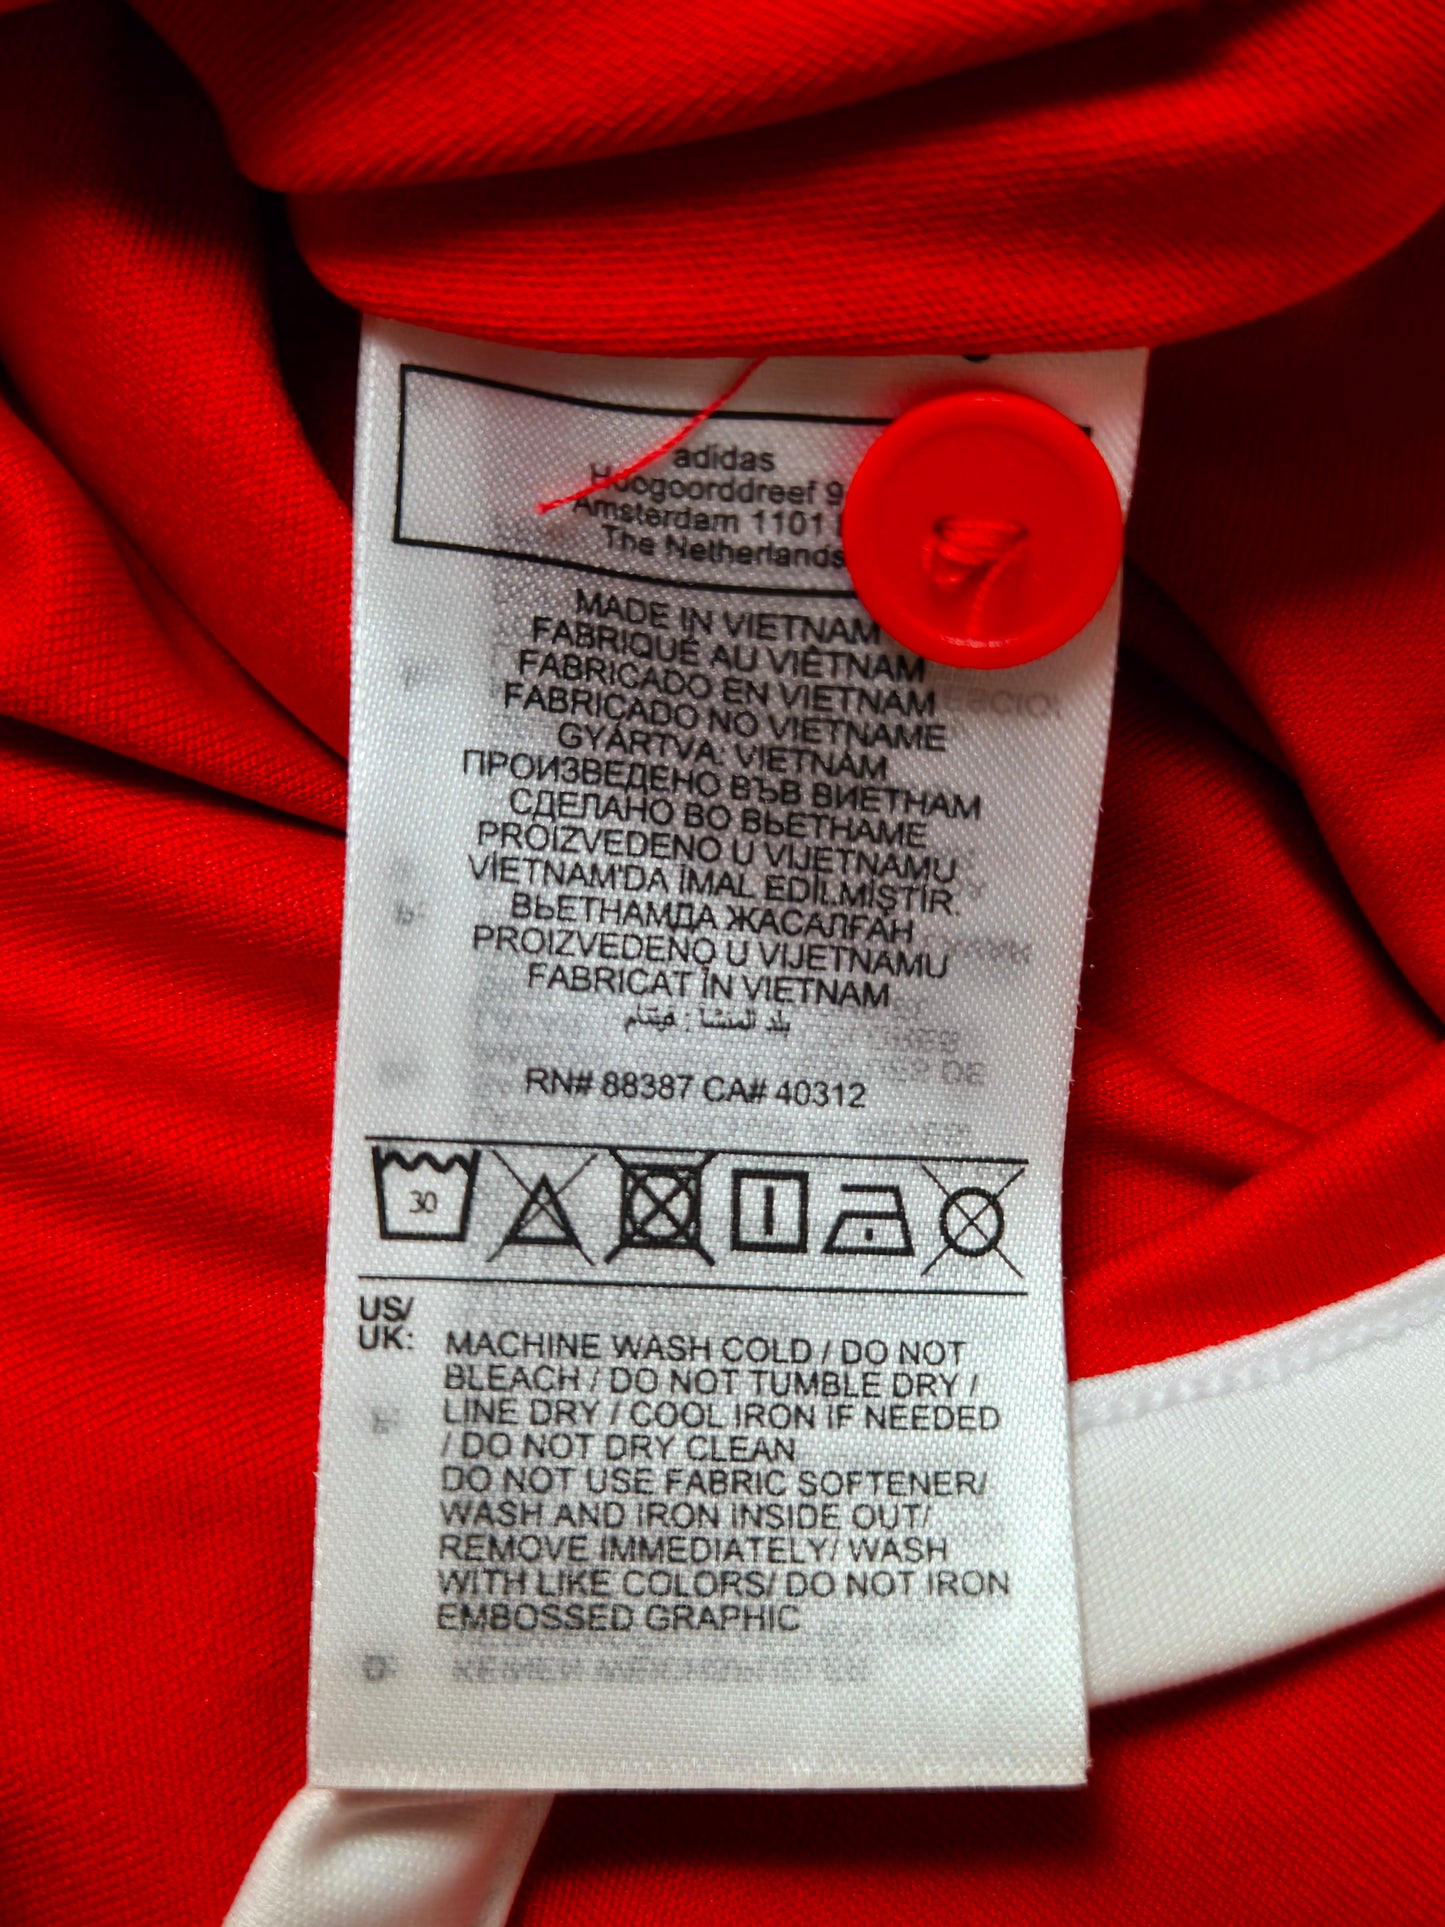 adidas
Hoogoorddreef 9
Amsterdam 1101
The Netherlands
MADE IN VIETNAM
FABRIQUÉ AU VIÊTNAM
FABRICADO EN VIETNAM
FABRICADO NO VIETNAME
GYÁRTVA: VIETNAM
ПРОИЗВЕДЕНО ВЪВ ВИЕТНАМ
СДЕЛАНО ВО ВЬЕТНАМЕ
PROIZVEDENO U VIJETNAMU
VİETNAM'DA İMAL EDİLMİŞTİR.
ВЬЕТНАМДА ЖАСАЛҒАН
PROIZVEDENO U VIJETNAMU
FABRICAT ÎN VIETNAM
بلد المنشأ : فيتنام
RN# 88387 CA# 40312
30
US/
UK: MACHINE WASH COLD / DO NOT
BLEACH / DO NOT TUMBLE DRY /
LINE DRY / COOL IRON IF NEEDED
/ DO NOT DRY CLEAN
DO NOT USE FABRIC SOFTENER/
WASH AND IRON INSIDE OUT/
REMOVE IMMEDIATELY/ WASH
WITH LIKE COLORS/ DO NOT IRON
EMBOSSED GRAPHIC